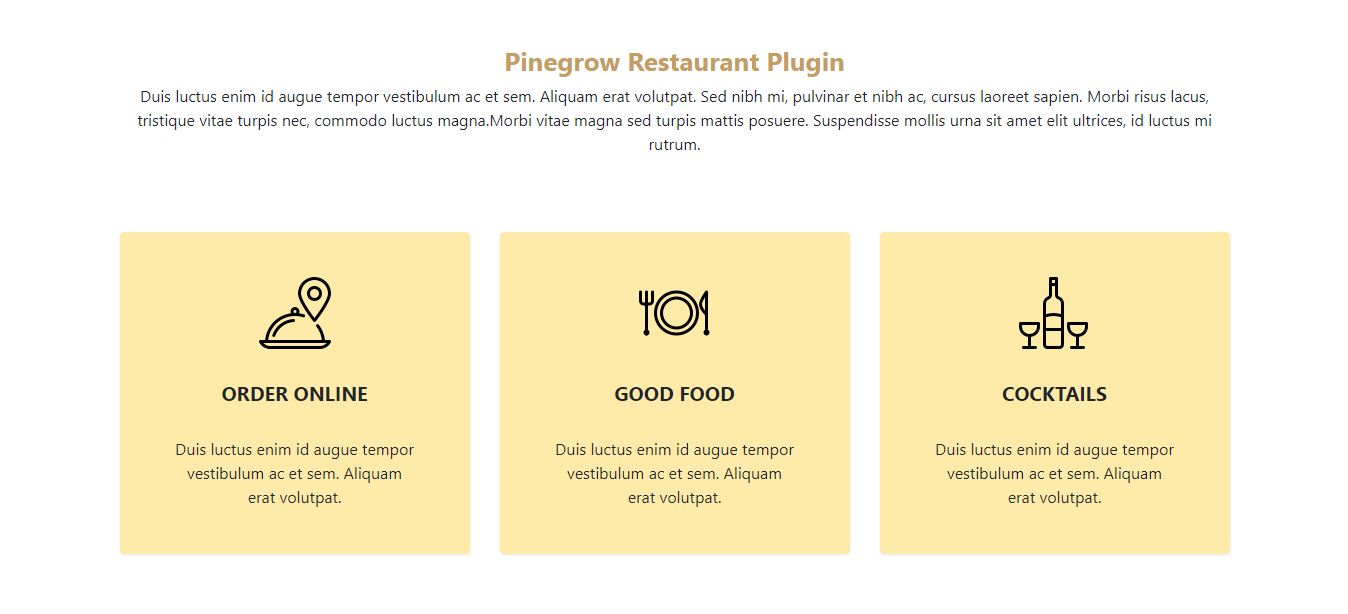 Pinegrow Restaurant Plugin
Duis luctus enim id augue tempor vestibulum ac et sem. Aliquam erat volutpat. Sed nibh mi, pulvinar et nibh ac, cursus laoreet sapien. Morbi risus lacus,
tristique vitae turpis nec, commodo luctus magna.Morbi vitae magna sed turpis mattis posuere. Suspendisse mollis urna sit amet elit ultrices, id luctus mi
rutrum.
ORDER ONLINE
Duis luctus enim id augue tempor
vestibulum ac et sem. Aliquam
erat volutpat.
GOOD FOOD
Duis luctus enim id augue tempor
vestibulum ac et sem. Aliquam
erat volutpat.
COCKTAILS
Duis luctus enim id augue tempor
vestibulum ac et sem. Aliquam
erat volutpat.